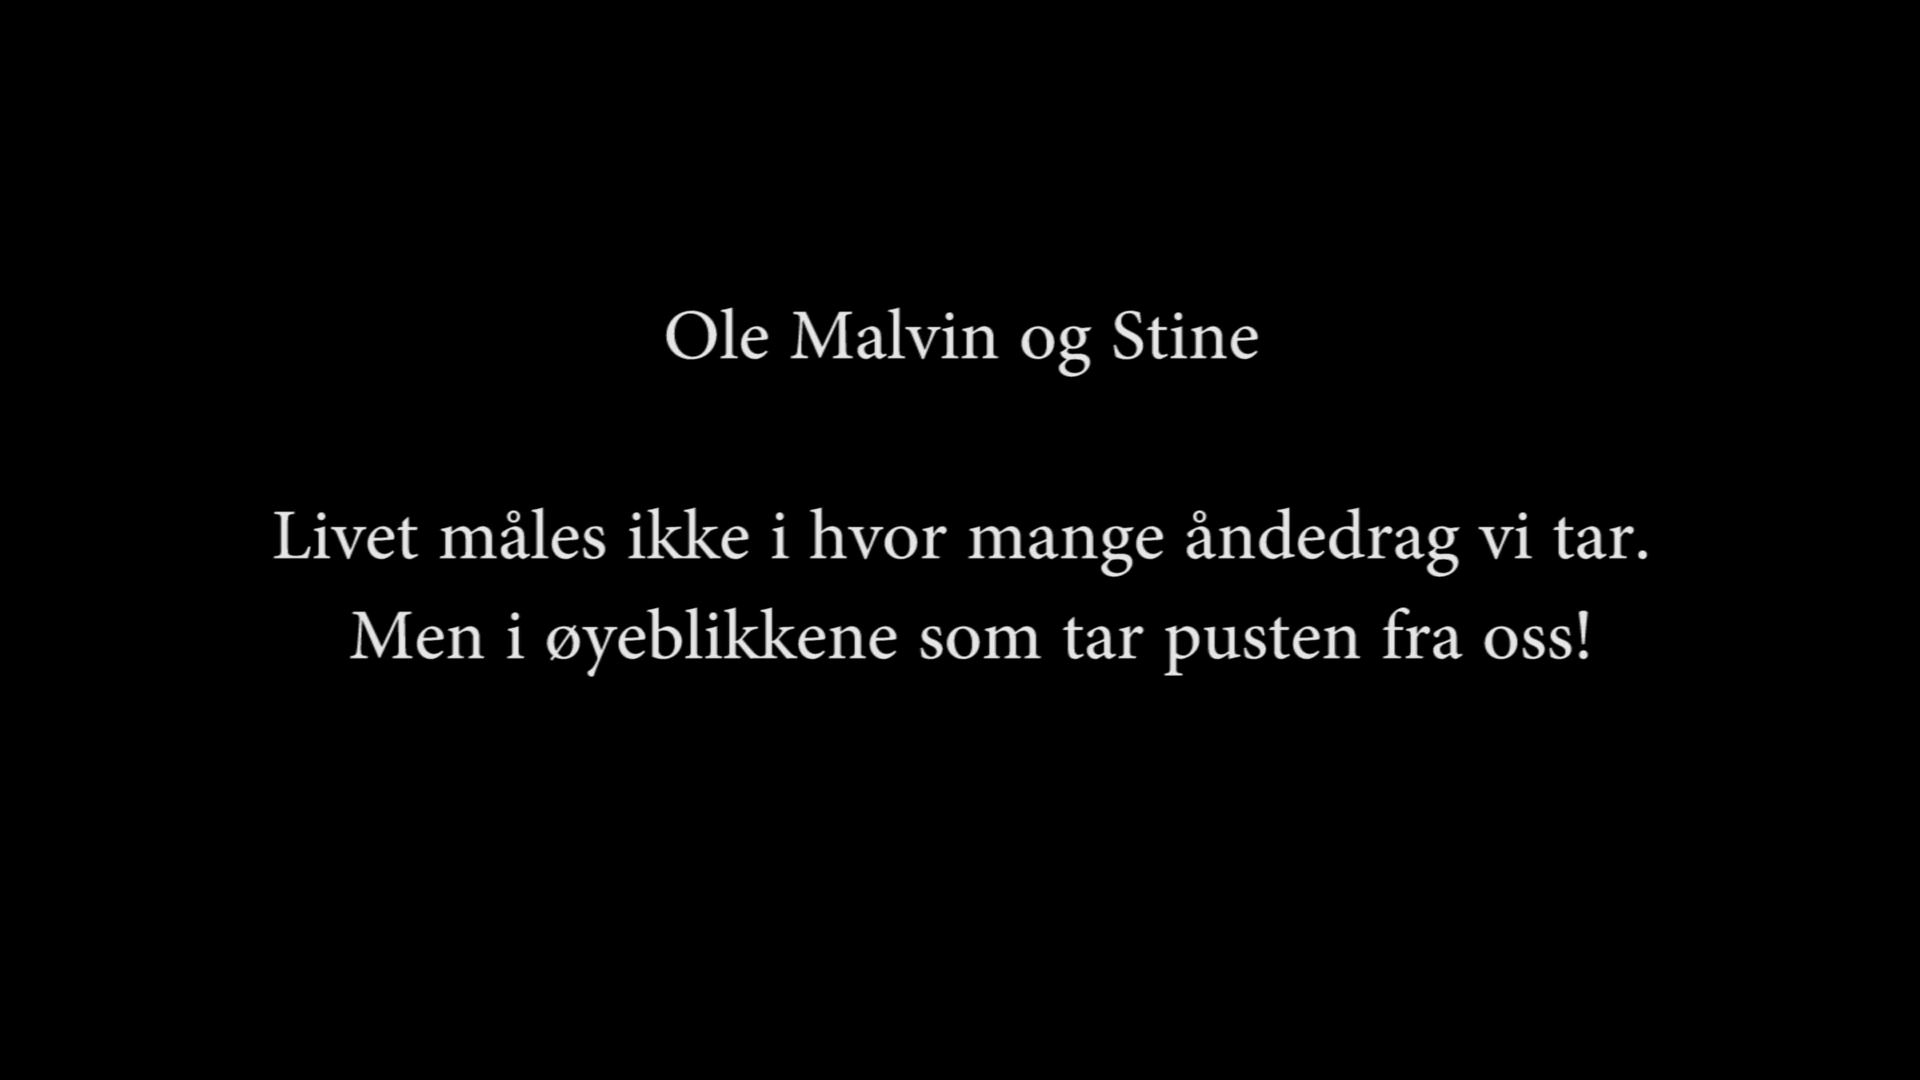 Ole Malvin og Stine
Livet måles ikke i hvor mange åndedrag vi tar.
Men i øyeblikkene som tar pusten fra oss!